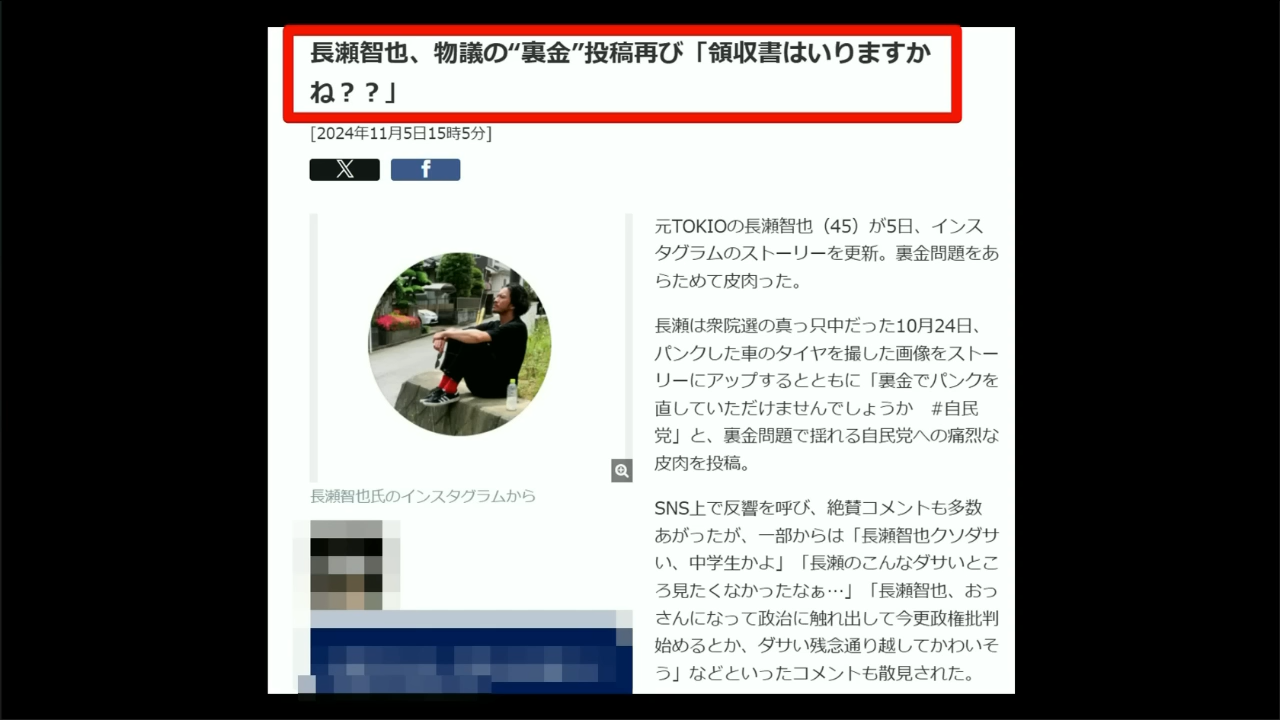 長瀬智也、物議の“裏金”投稿再び「領収書はいりますか
ね？？」
[2024年11月5日15時5分]
X
f
元TOKIOの長瀬智也（45）が5日、インス
タグラムのストーリーを更新。裏金問題をあ
らためて皮肉った。
長瀬は衆院選の真っ只中だった10月24日、
パンクした車のタイヤを撮した画像をストー
リーにアップするとともに「裏金でパンクを
直していただけませんでしょうか　#自民
党」と、裏金問題で揺れる自民党への痛烈な
皮肉を投稿。
SNS上で反響を呼び、絶賛コメントも多数
あがったが、一部からは「長瀬智也クソダサ
い、中学生かよ」「長瀬のこんなダサいとこ
ろ見たくなかったなぁ…」「長瀬智也、おっ
さんになって政治に触れ出して今更政権批判
始めるとか、ダサい残念通り越してかわいそ
う」などといったコメントも散見された。
長瀬智也氏のインスタグラムから